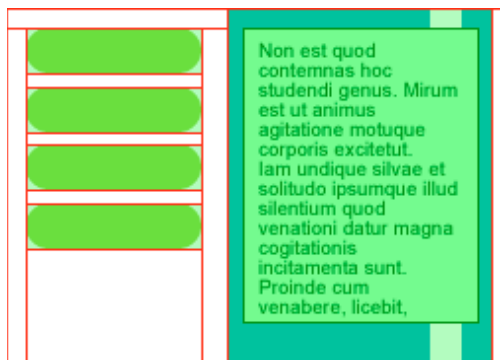 Non est quod
contemnas hoc
studendi genus. Mirum
est ut animus
agitatione motuque
corporis excitetut.
Iam undique silvae et
solitudo ipsumque illud
silentium quod
venationi datur magna
cogitationis
incitamenta sunt.
Proinde cum
venabere, licebit,